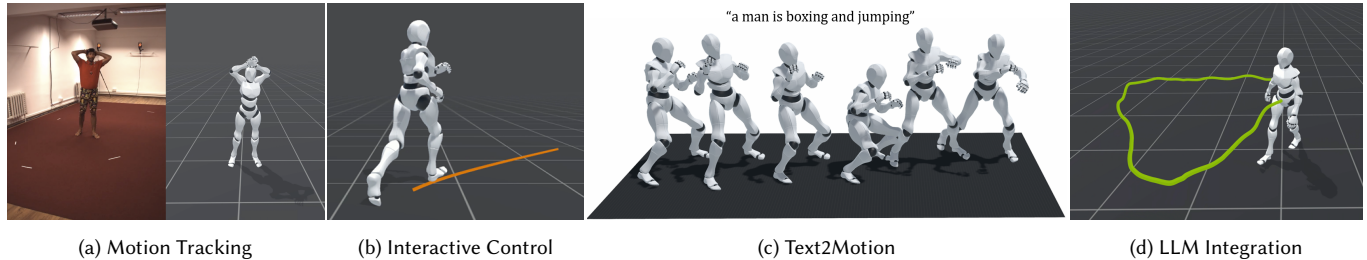 “a man is boxing and jumping”
(a) Motion Tracking
(b) Interactive Control
(c) Text2Motion
(d) LLM Integration